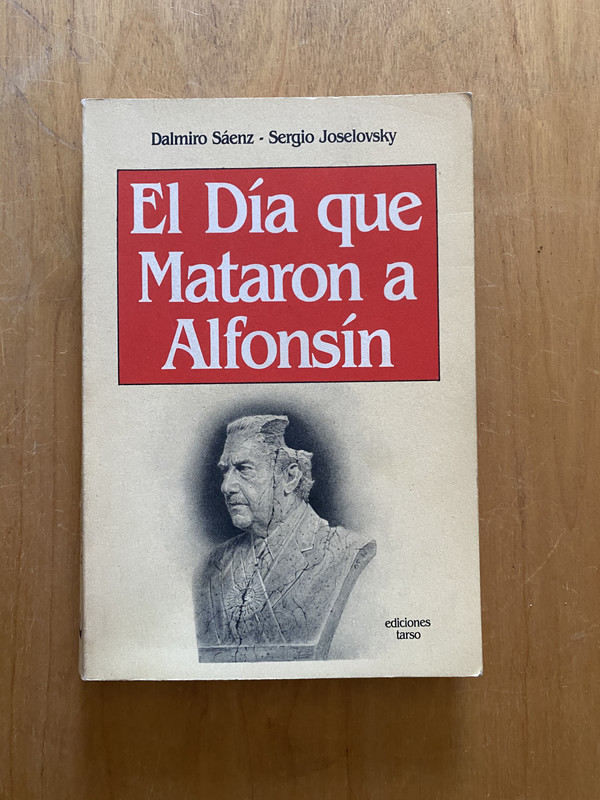 Dalmiro Sáenz - Sergio Joselovsky
El Día que
Mataron a
Alfonsín
ediciones
tarso